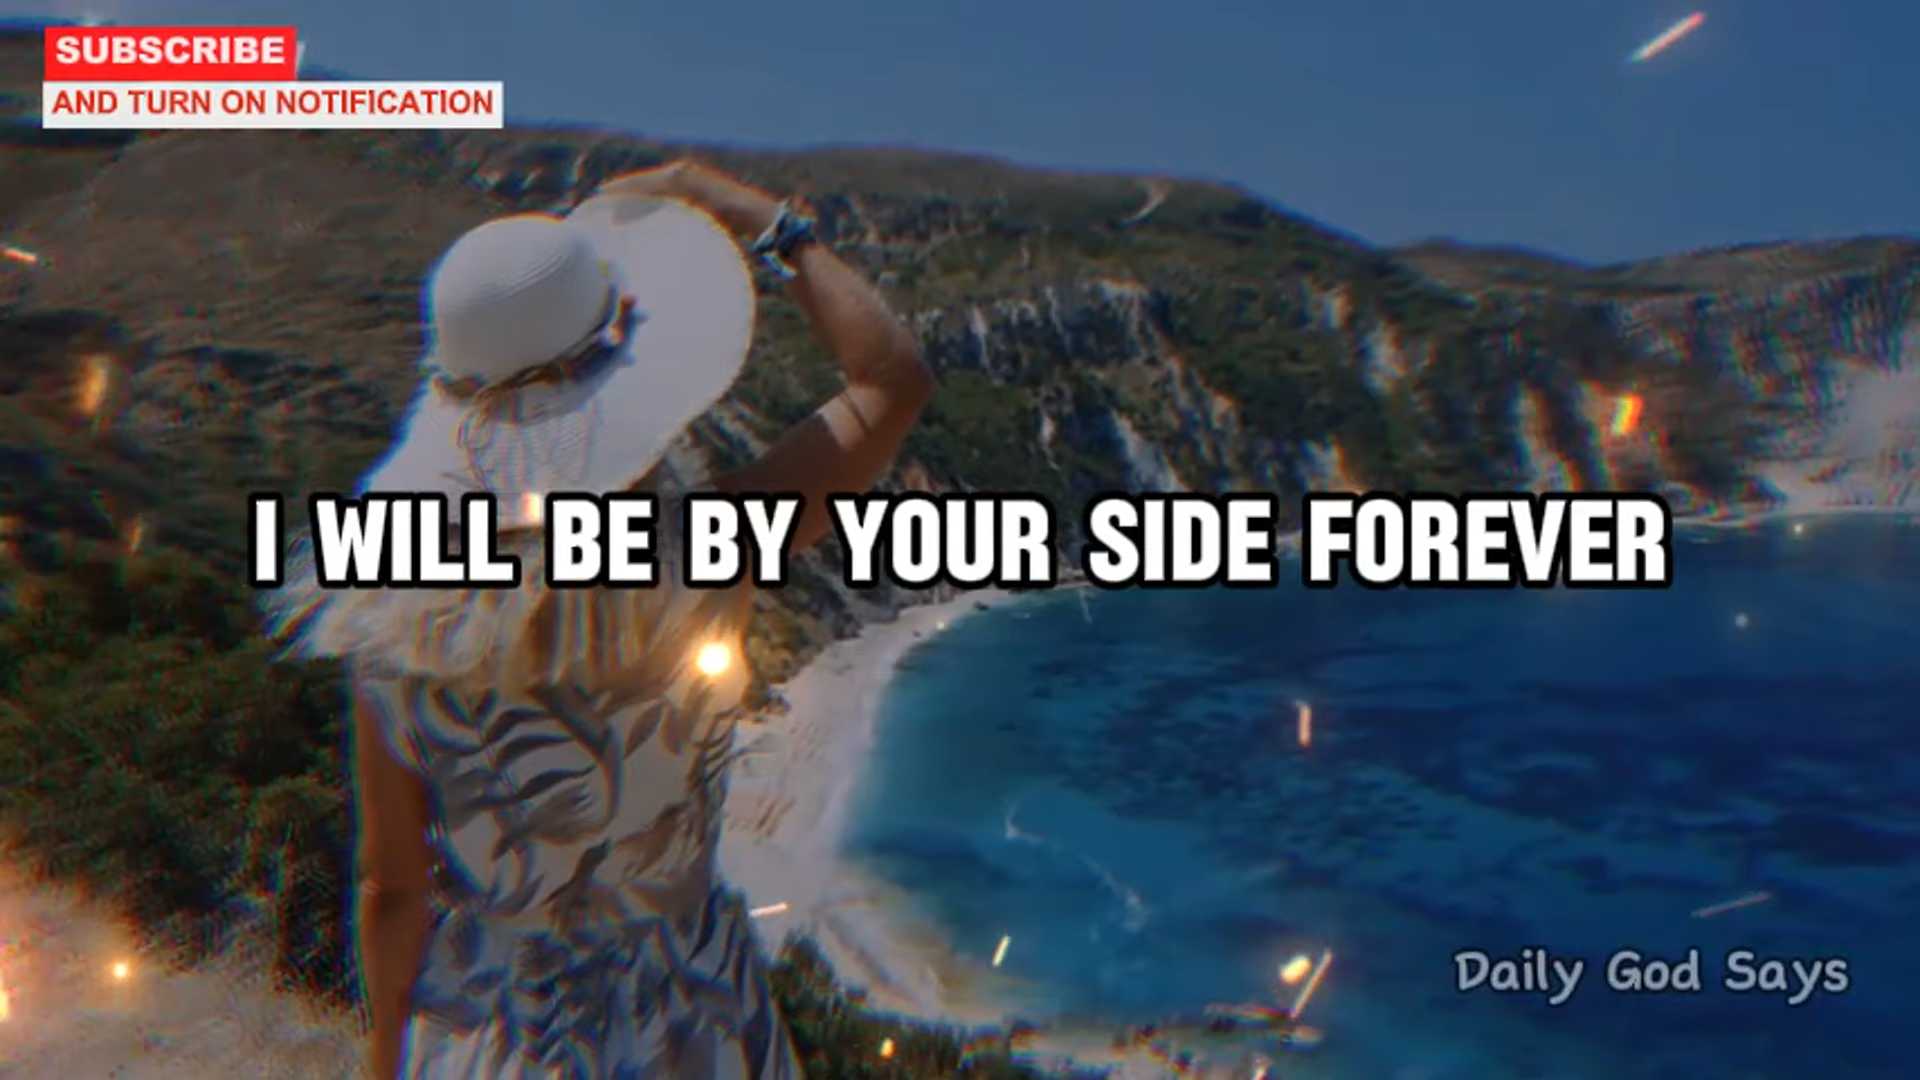 SUBSCRIBE
AND TURN ON NOTIFICATION
I WILL BE BY YOUR SIDE FOREVER
Daily God Says